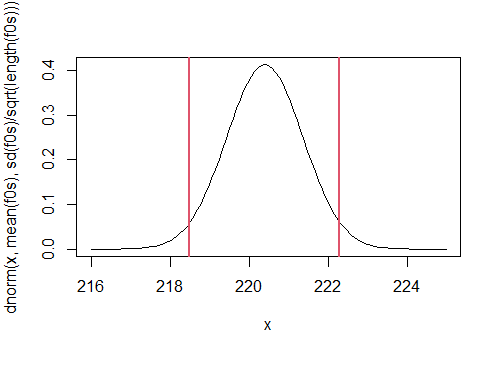 dnorm(x, mean(f0s), sd(f0s)/sqrt(length(f0s)))
0.4
0.3
0.2
0.1
0.0
216 218 220 222 224
x